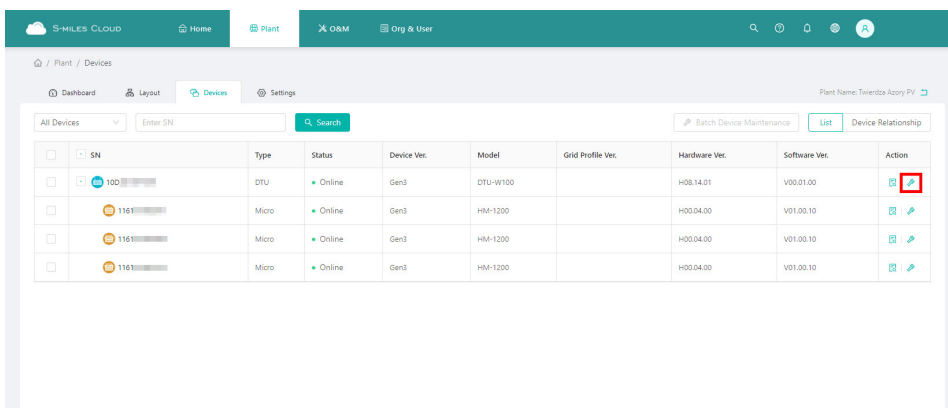 S-MILES CLOUD Home Plant O&M Org & User
/ Plant / Devices
Dashboard Layout Devices Settings Plant Name: Twierdza Azory PV
All Devices Enter SN Search Batch Device Maintenance List Device Relationship
SN Type Status Device Ver. Model Grid Profile Ver. Hardware Ver. Software Ver. Action
10D DTU Online Gen3 DTU-W100 H08.14.01 V00.01.00
1161 Micro Online Gen3 HM-1200 H00.04.00 V01.00.10
1161 Micro Online Gen3 HM-1200 H00.04.00 V01.00.10
1161 Micro Online Gen3 HM-1200 H00.04.00 V01.00.10